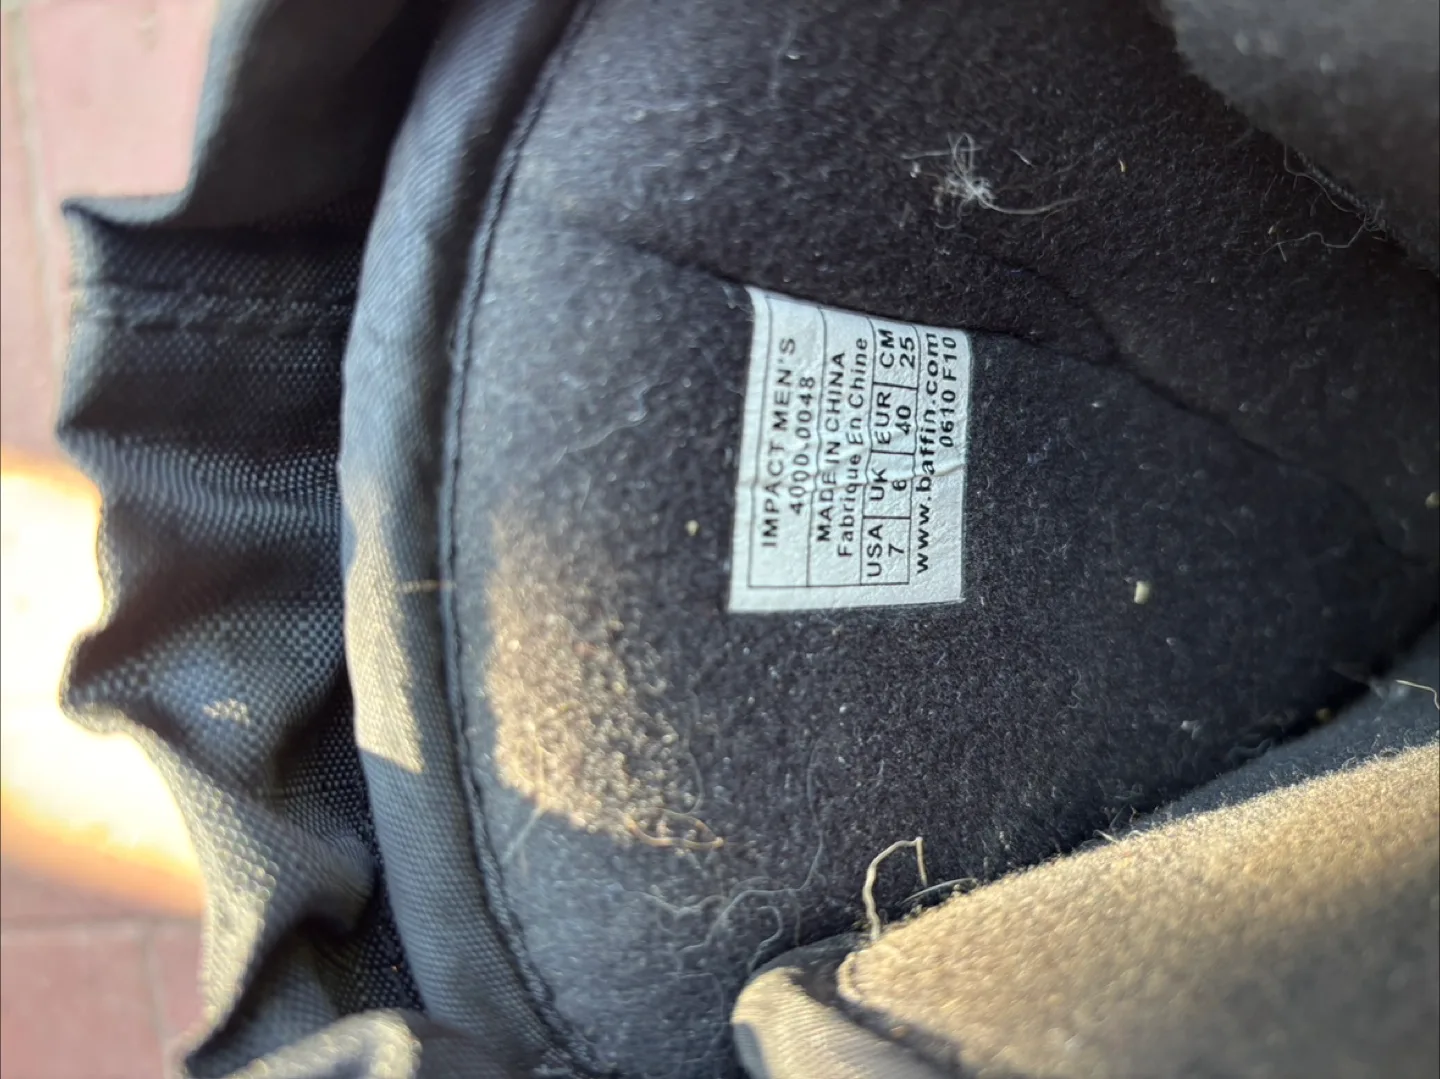 IMPACT MEN'S
4000.0048
MADE IN CHINA
Fabrique En Chine
USA UK EUR CM
7 6 40 25
www.baffin.com
0610 F10